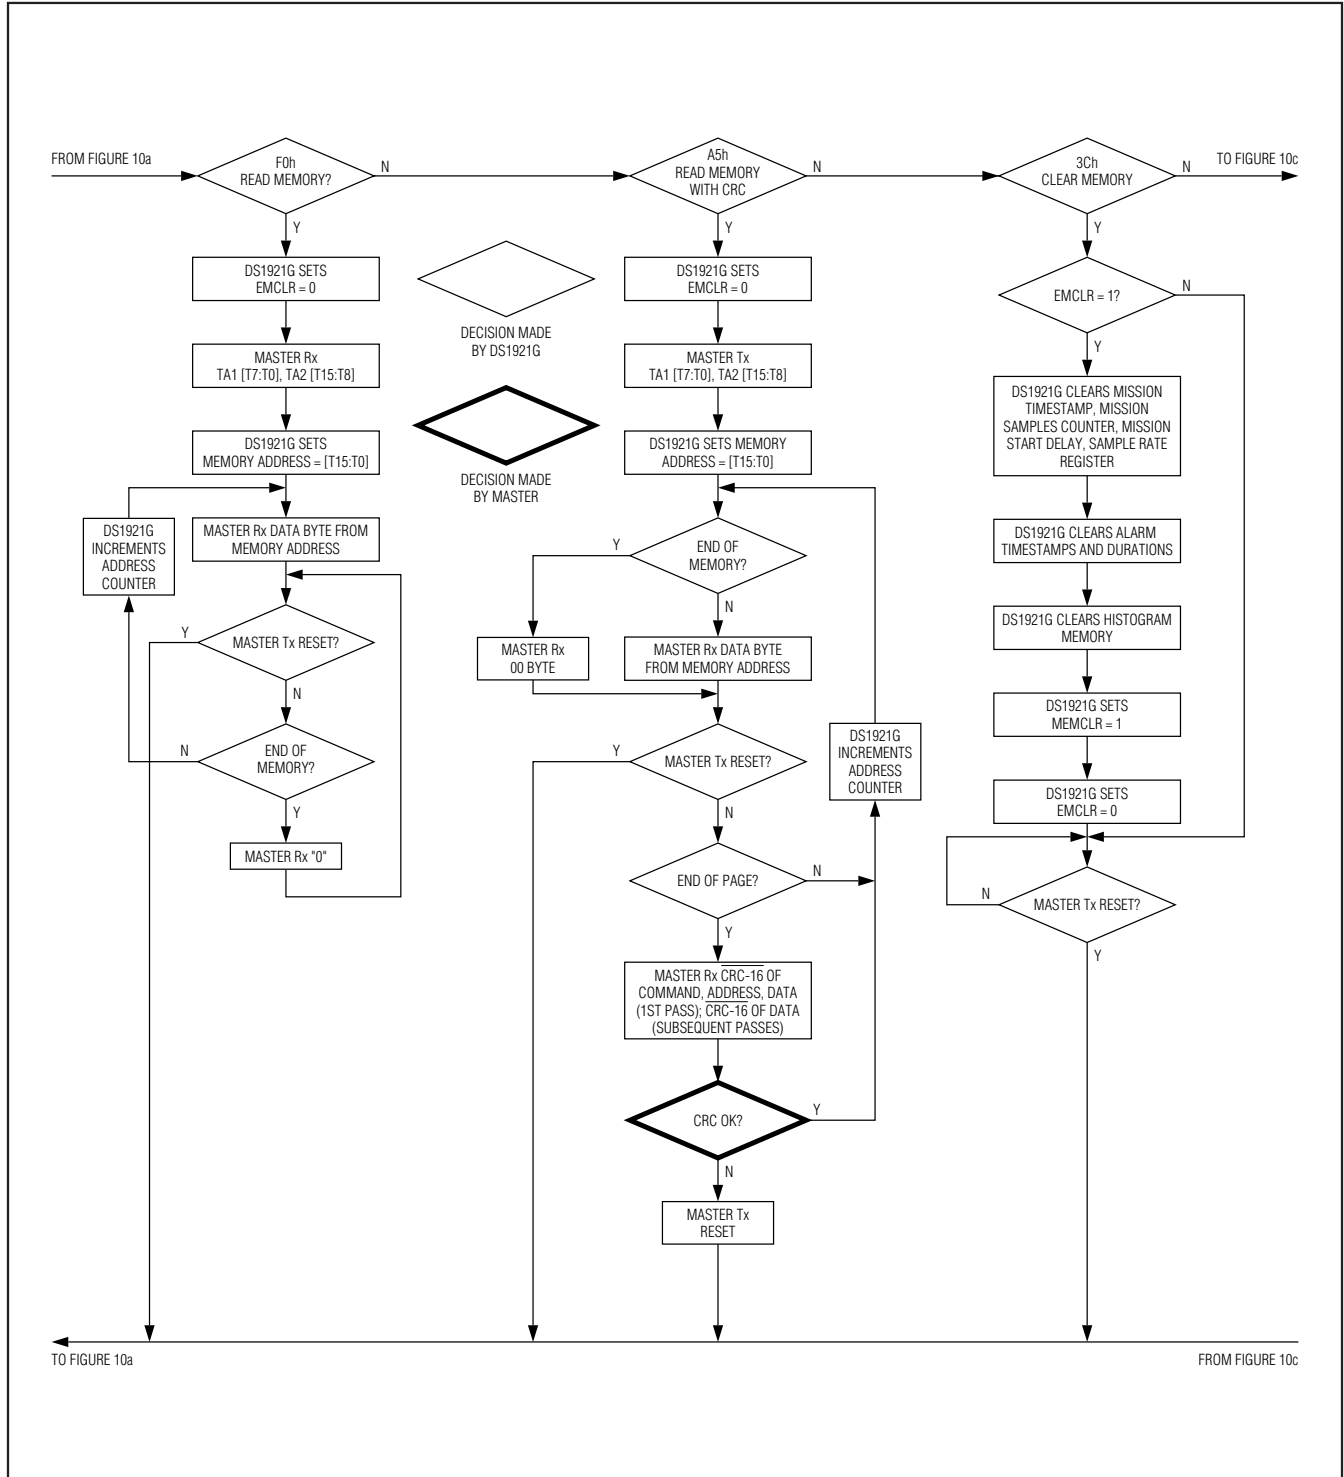 FROM FIGURE 10a
F0h
READ MEMORY?
N
Y
DS1921G SETS
EMCLR = 0
MASTER Rx
TA1 [T7:T0], TA2 [T15:T8]
DS1921G SETS
MEMORY ADDRESS = [T15:T0]
DS1921G
INCREMENTS
ADDRESS
COUNTER
MASTER Rx DATA BYTE FROM
MEMORY ADDRESS
Y
MASTER Tx RESET?
N
N
END OF
MEMORY?
Y
MASTER Rx "0"
DECISION MADE
BY DS1921G
DECISION MADE
BY MASTER
A5h
READ MEMORY
WITH CRC
N
Y
DS1921G SETS
EMCLR = 0
MASTER Tx
TA1 [T7:T0], TA2 [T15:T8]
DS1921G SETS MEMORY
ADDRESS = [T15:T0]
Y
END OF
MEMORY?
N
MASTER Rx
00 BYTE
MASTER Rx DATA BYTE
FROM MEMORY ADDRESS
Y
MASTER Tx RESET?
N
DS1921G
INCREMENTS
ADDRESS
COUNTER
END OF PAGE?
N
Y
MASTER Rx CRC-16 OF
COMMAND, ADDRESS, DATA
(1ST PASS); CRC-16 OF DATA
(SUBSEQUENT PASSES)
CRC OK?
Y
N
MASTER Tx
RESET
3Ch
CLEAR MEMORY
N
TO FIGURE 10c
Y
EMCLR = 1?
N
Y
DS1921G CLEARS MISSION
TIMESTAMP, MISSION
SAMPLES COUNTER, MISSION
START DELAY, SAMPLE RATE
REGISTER
DS1921G CLEARS ALARM
TIMESTAMPS AND DURATIONS
DS1921G CLEARS HISTOGRAM
MEMORY
DS1921G SETS
MEMCLR = 1
DS1921G SETS
EMCLR = 0
N
MASTER Tx RESET?
Y
TO FIGURE 10a
FROM FIGURE 10c